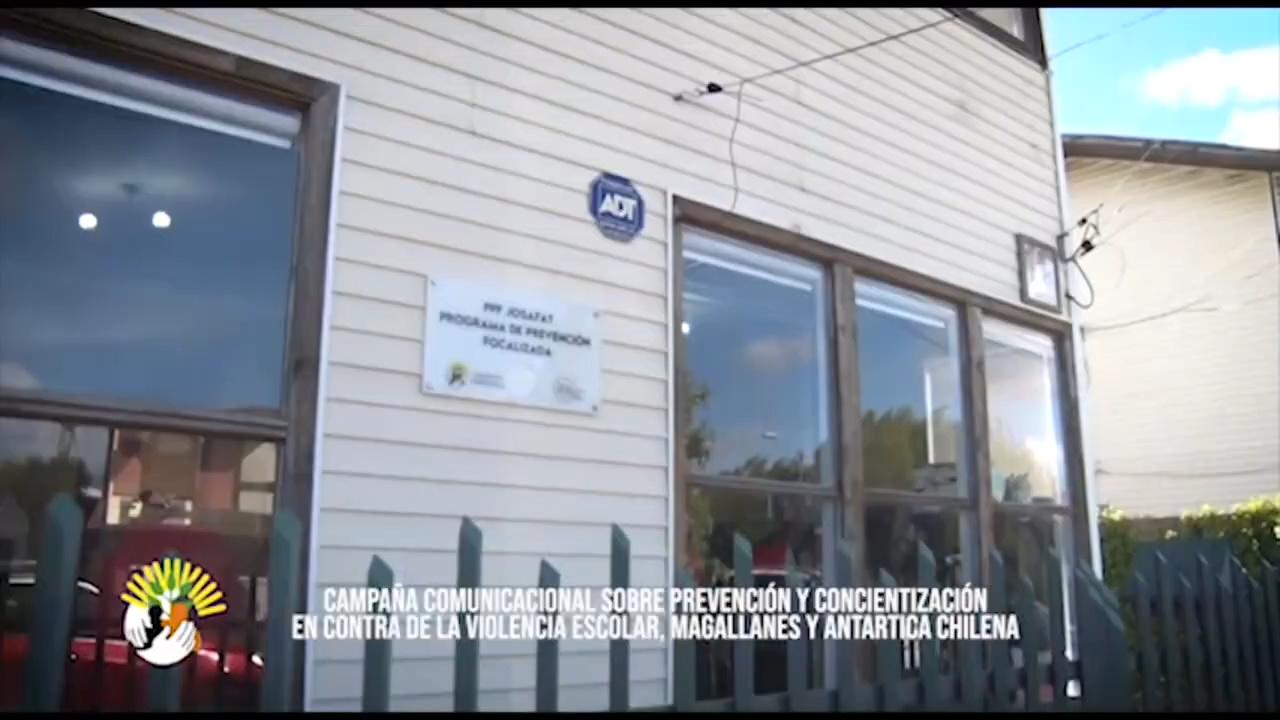 ADT
PPF JOSAFAT
PROGRAMA DE PREVENCIÓN
FOCALIZADA
CAMPAÑA COMUNICACIONAL SOBRE PREVENCIÓN Y CONCIENTIZACIÓN
EN CONTRA DE LA VIOLENCIA ESCOLAR, MAGALLANES Y ANTARTICA CHILENA